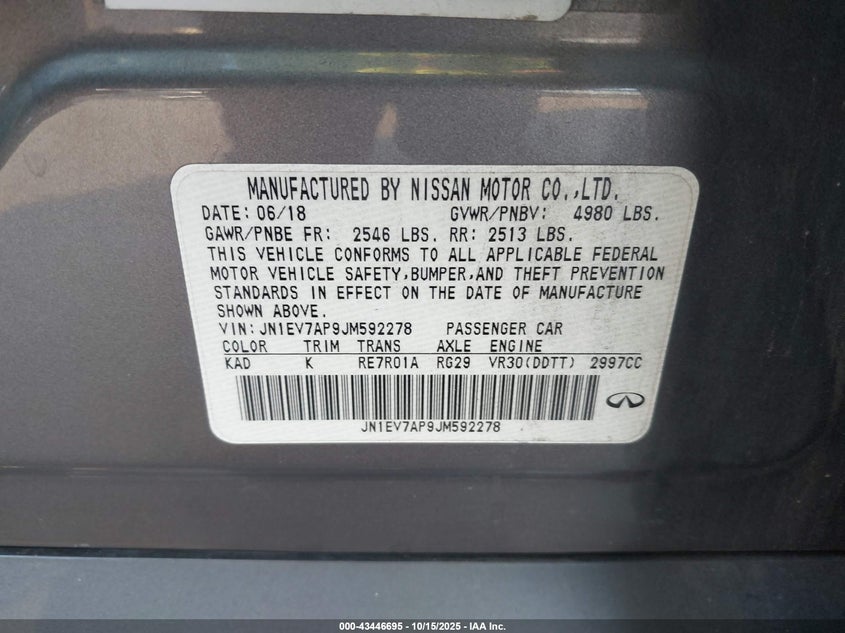 MANUFACTURED BY NISSAN MOTOR CO.,LTD.
DATE: 06/18 GVWR/PNBV: 4980 LBS.
GAWR/PNBE FR: 2546 LBS. RR: 2513 LBS.
THIS VEHICLE CONFORMS TO ALL APPLICABLE FEDERAL
MOTOR VEHICLE SAFETY,BUMPER,AND THEFT PREVENTION
STANDARDS IN EFFECT ON THE DATE OF MANUFACTURE
SHOWN ABOVE.
VIN: JN1EV7AP9JM592278 PASSENGER CAR
COLOR TRIM TRANS AXLE ENGINE
KAD K RE7R01A RG29 VR30(DDTT) 2997CC
JN1EV7AP9JM592278
000-43446695 - 10/15/2025 - IAA Inc.